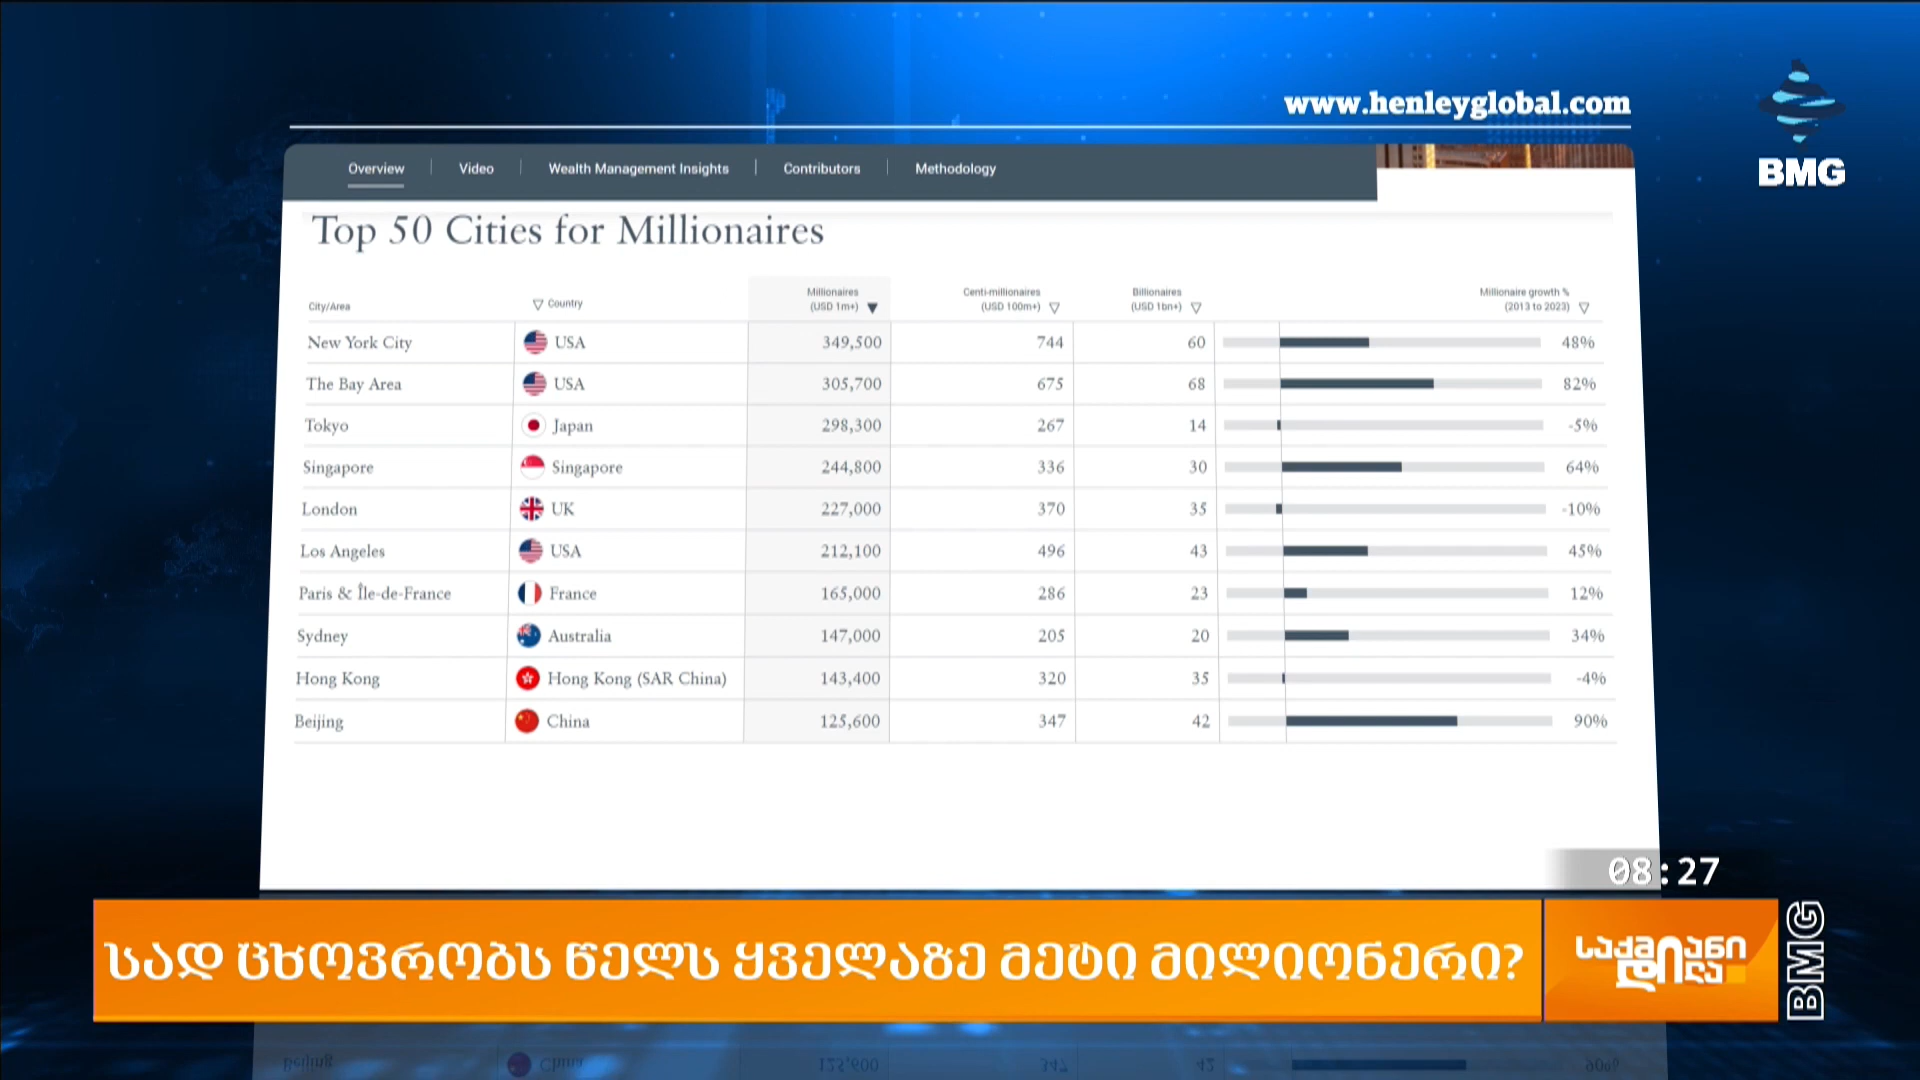 www.henleyglobal.com
BMG
Overview Video Wealth Management Insights Contributors Methodology
Top 50 Cities for Millionaires
City/Area Country Millionaires (USD 1m+) Centi-millionaires (USD 100m+) Billionaires (USD 1bn+) Millionaire growth % (2013 to 2023)
New York City USA 349,500 744 60 48%
The Bay Area USA 305,700 675 68 82%
Tokyo Japan 298,300 267 14 -5%
Singapore Singapore 244,800 336 30 64%
London UK 227,000 370 35 -10%
Los Angeles USA 212,100 496 43 45%
Paris & Île-de-France France 165,000 286 23 12%
Sydney Australia 147,000 205 20 34%
Hong Kong Hong Kong (SAR China) 143,400 320 35 -4%
Beijing China 125,600 347 42 90%
08:27
სად ცხოვრობს წელს ყველაზე მეტი მილიონერი?
საქმიანი
დილა
BMG